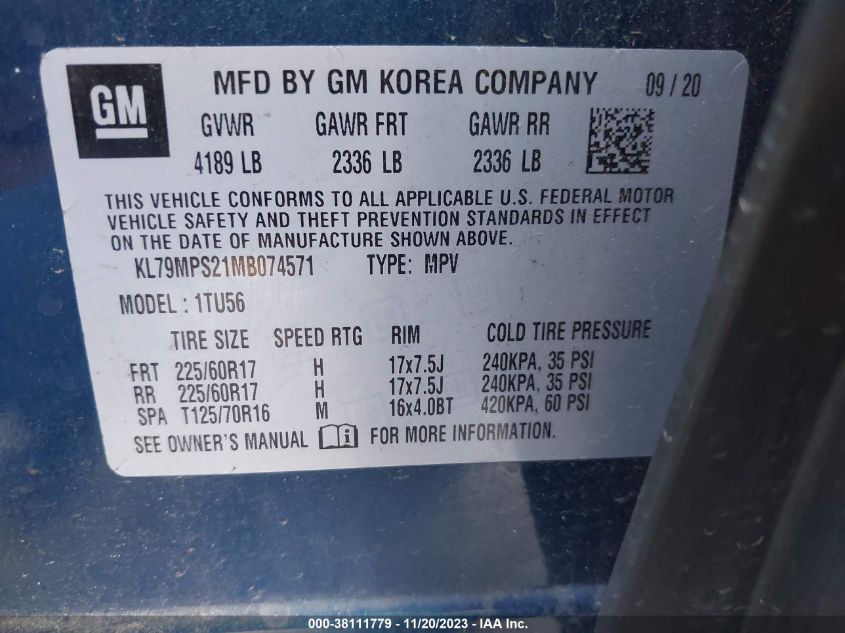 GM MFD BY GM KOREA COMPANY 09 / 20
GVWR GAWR FRT GAWR RR
4189 LB 2336 LB 2336 LB
THIS VEHICLE CONFORMS TO ALL APPLICABLE U.S. FEDERAL MOTOR
VEHICLE SAFETY AND THEFT PREVENTION STANDARDS IN EFFECT
ON THE DATE OF MANUFACTURE SHOWN ABOVE.
KL79MPS21MB074571 TYPE: MPV
MODEL : 1TU56
TIRE SIZE SPEED RTG RIM COLD TIRE PRESSURE
FRT 225/60R17 H 17x7.5J 240KPA, 35 PSI
RR 225/60R17 H 17x7.5J 240KPA, 35 PSI
SPA T125/70R16 M 16x4.0BT 420KPA, 60 PSI
SEE OWNER'S MANUAL i FOR MORE INFORMATION.
000-38111779 - 11/20/2023 - IAA Inc.